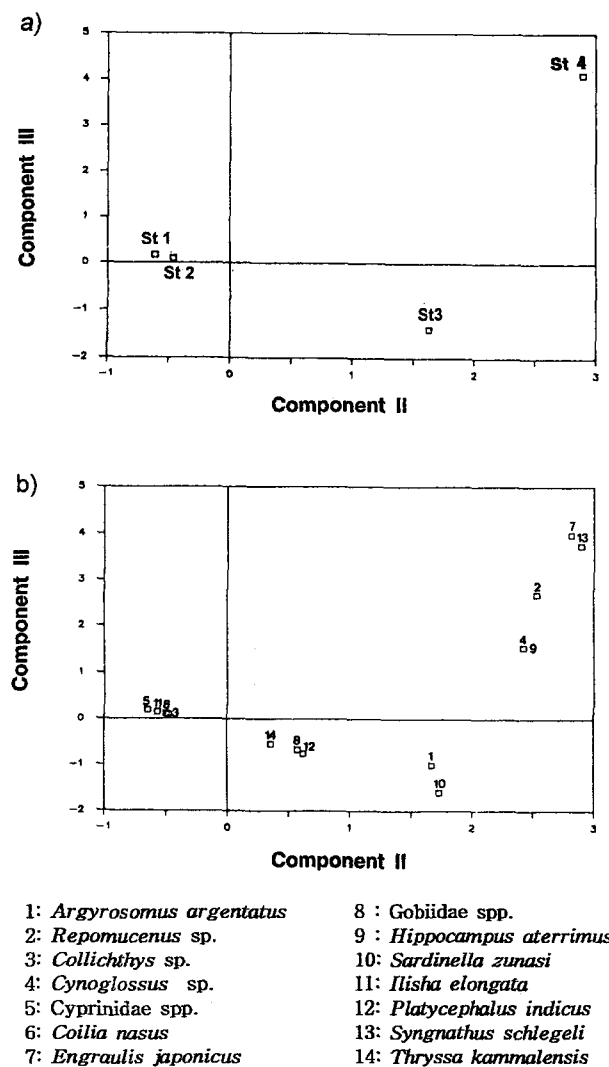 a)
5
4
3
2
1
0
−1
−2
Component III
St 4
St 1
St 2
St3
−1
0
1
2
3
Component II
b)
5
4
3
2
1
0
−1
−2
Component III
7
13
2
4
9
5
11
3
14
8
12
1
10
−1
0
1
2
3
Component II
1: Argyrosomus argentatus
2: Repomucenus sp.
3: Collichthys sp.
4: Cynoglossus sp.
5: Cyprinidae spp.
6: Coilia nasus
7: Engraulis japonicus
8 : Gobiidae spp.
9 : Hippocampus aterrimus
10: Sardinella zunasi
11: Ilisha elongata
12: Platycephalus indicus
13: Syngnathus schlegeli
14: Thryssa kammalensis